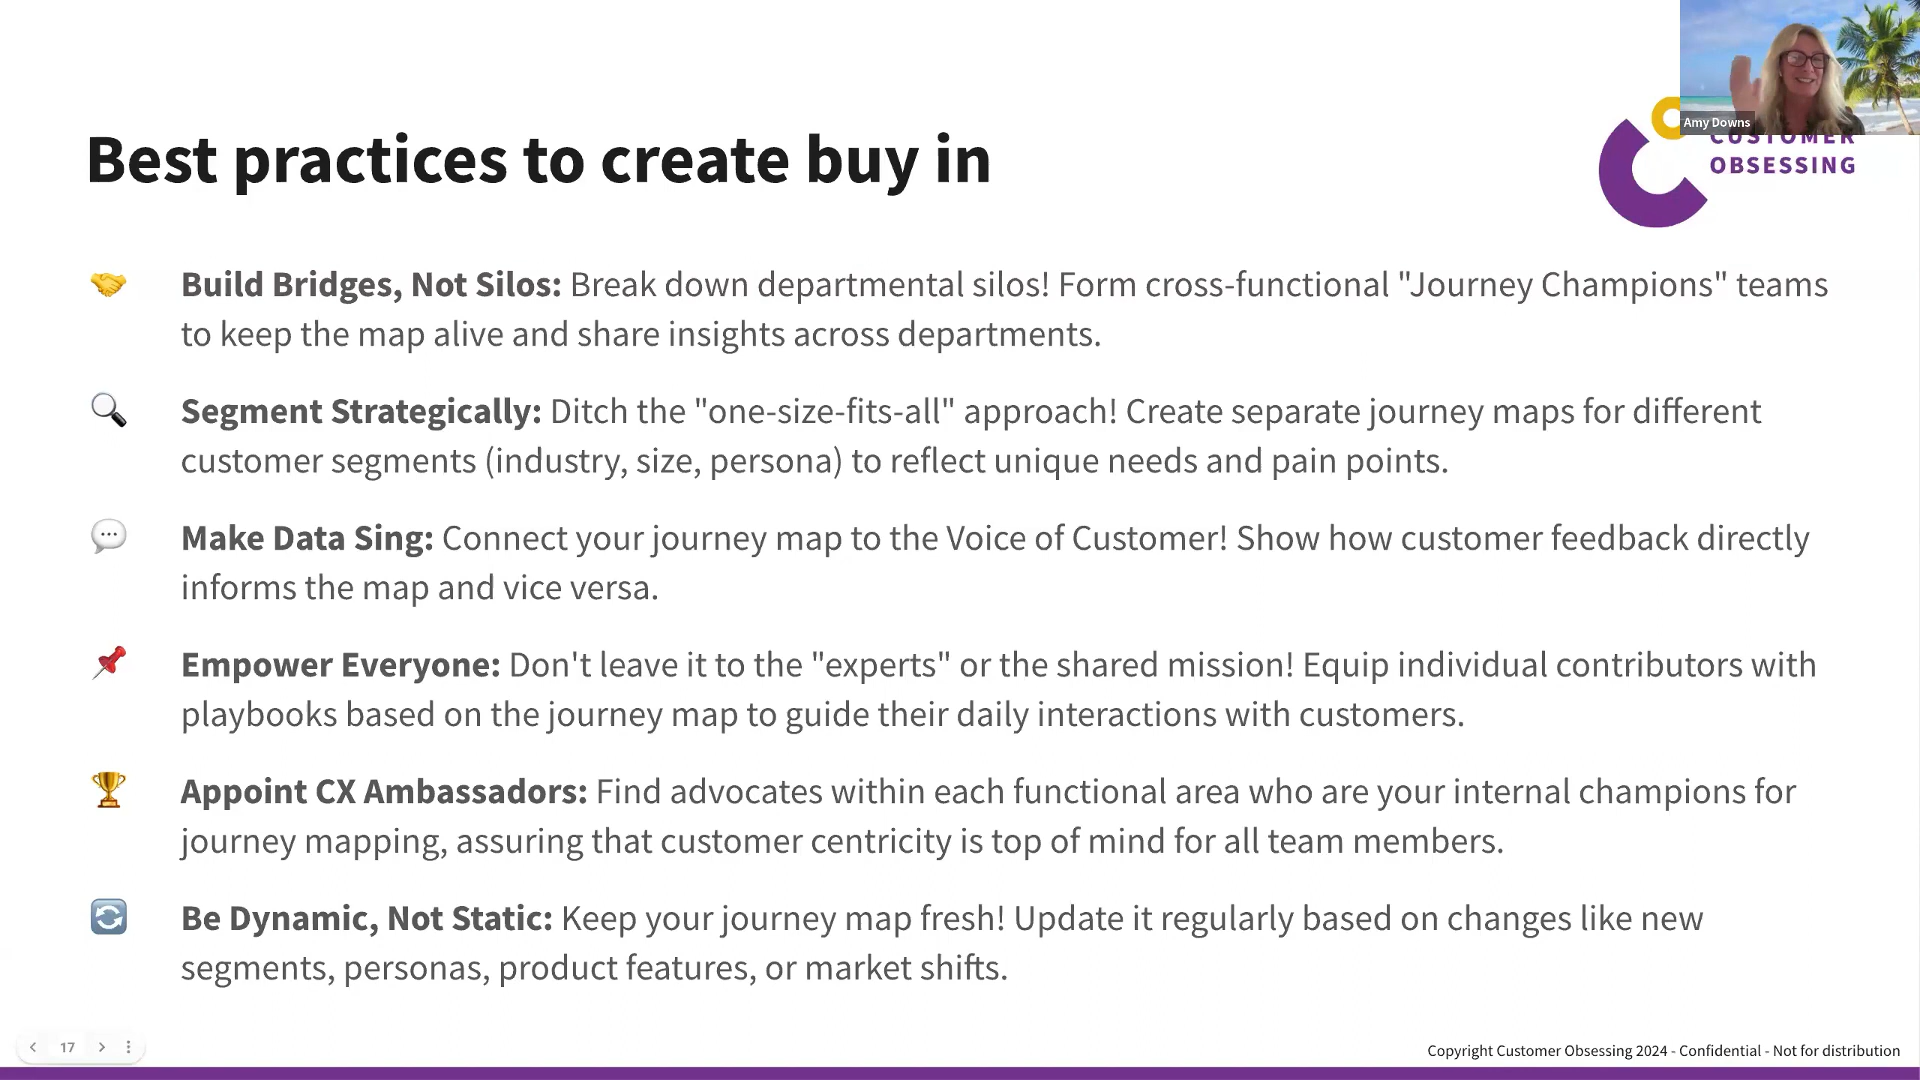 Amy Downs
CUSTOMER
OBSESSING
Best practices to create buy in
Build Bridges, Not Silos: Break down departmental silos! Form cross-functional "Journey Champions" teams
to keep the map alive and share insights across departments.
Segment Strategically: Ditch the "one-size-fits-all" approach! Create separate journey maps for different
customer segments (industry, size, persona) to reflect unique needs and pain points.
Make Data Sing: Connect your journey map to the Voice of Customer! Show how customer feedback directly
informs the map and vice versa.
Empower Everyone: Don't leave it to the "experts" or the shared mission! Equip individual contributors with
playbooks based on the journey map to guide their daily interactions with customers.
Appoint CX Ambassadors: Find advocates within each functional area who are your internal champions for
journey mapping, assuring that customer centricity is top of mind for all team members.
Be Dynamic, Not Static: Keep your journey map fresh! Update it regularly based on changes like new
segments, personas, product features, or market shifts.
17
Copyright Customer Obsessing 2024 - Confidential - Not for distribution